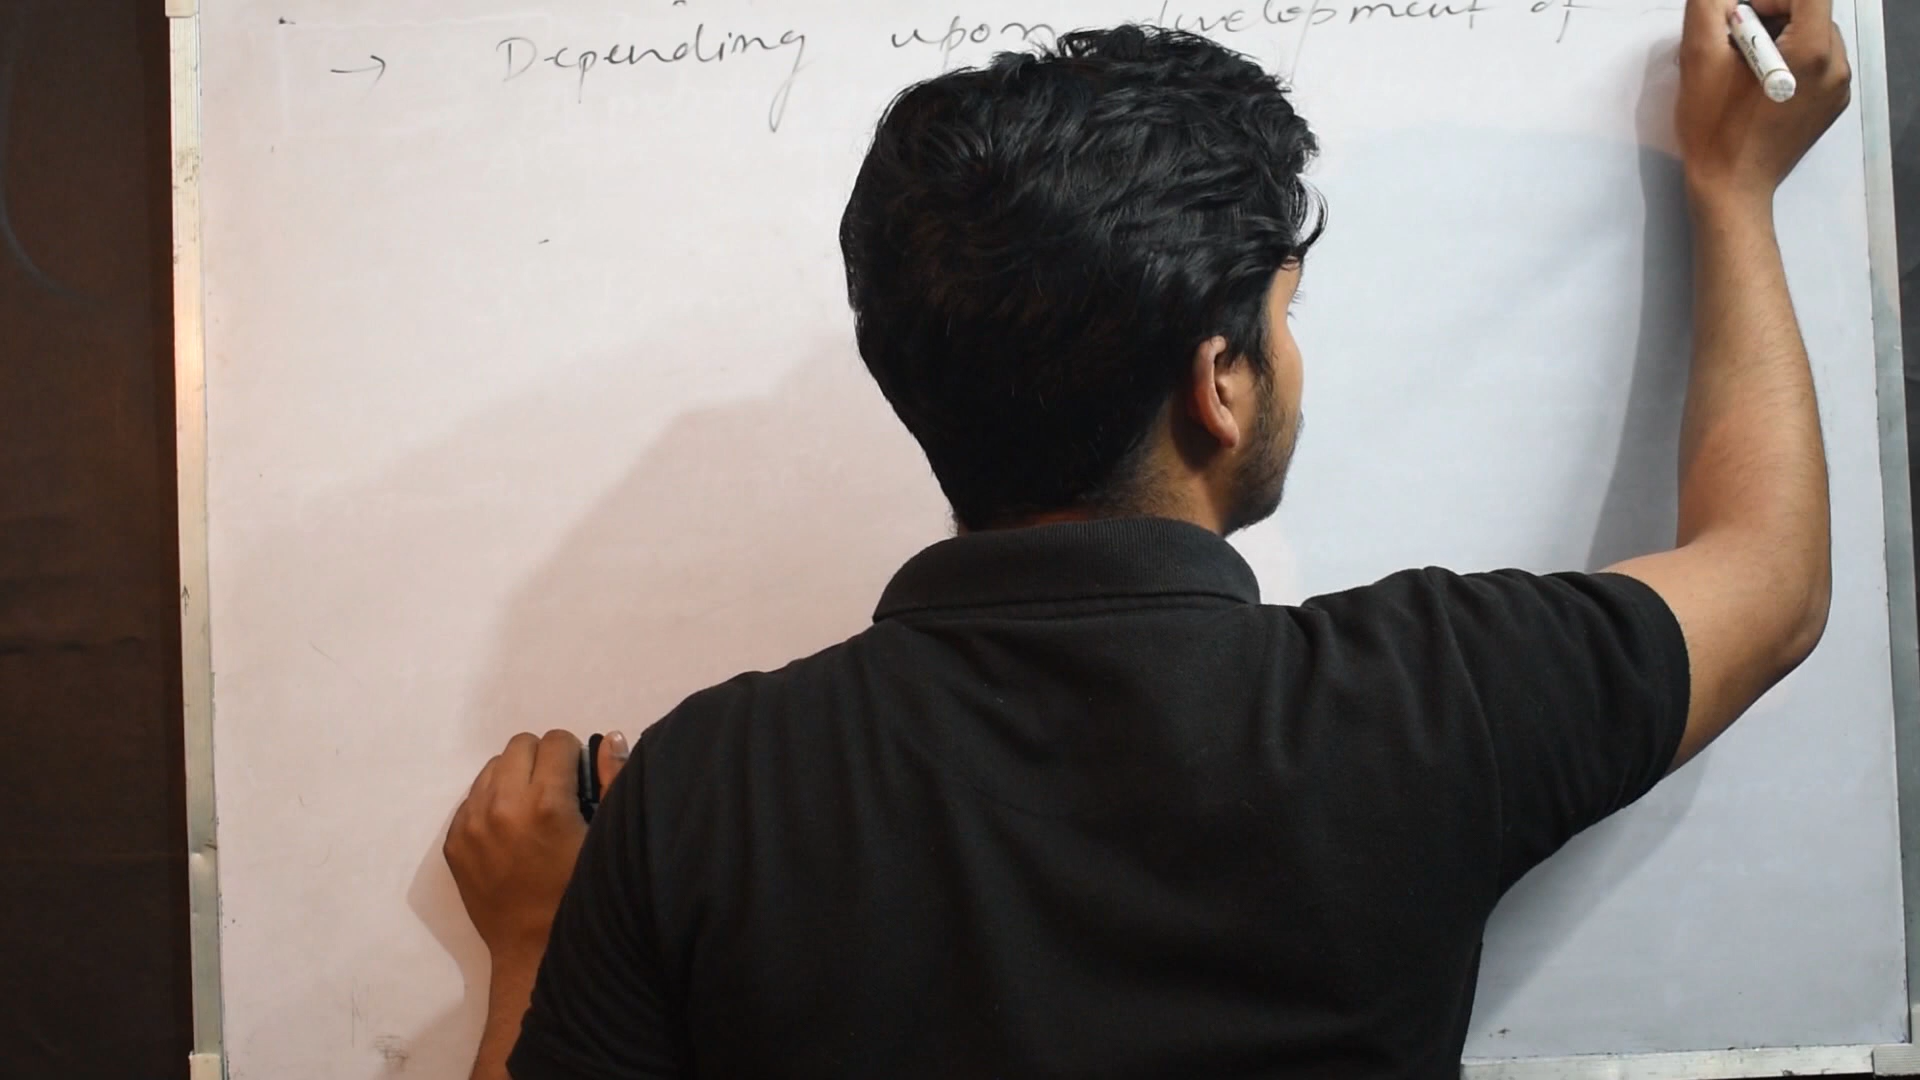 → Depending upon development of